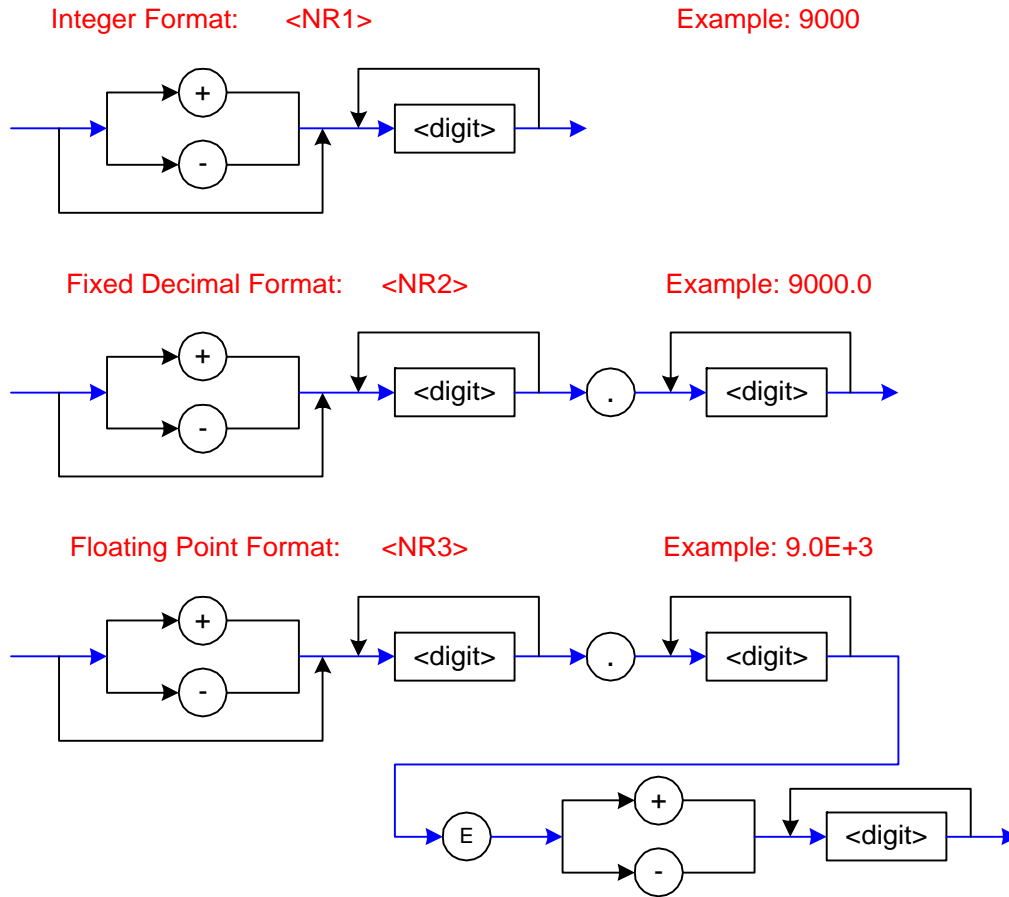 Integer Format: <NR1> Example: 9000
+
<digit>
-
Fixed Decimal Format: <NR2> Example: 9000.0
+
<digit> . <digit>
-
Floating Point Format: <NR3> Example: 9.0E+3
+
<digit> . <digit>
-
+
E <digit>
-